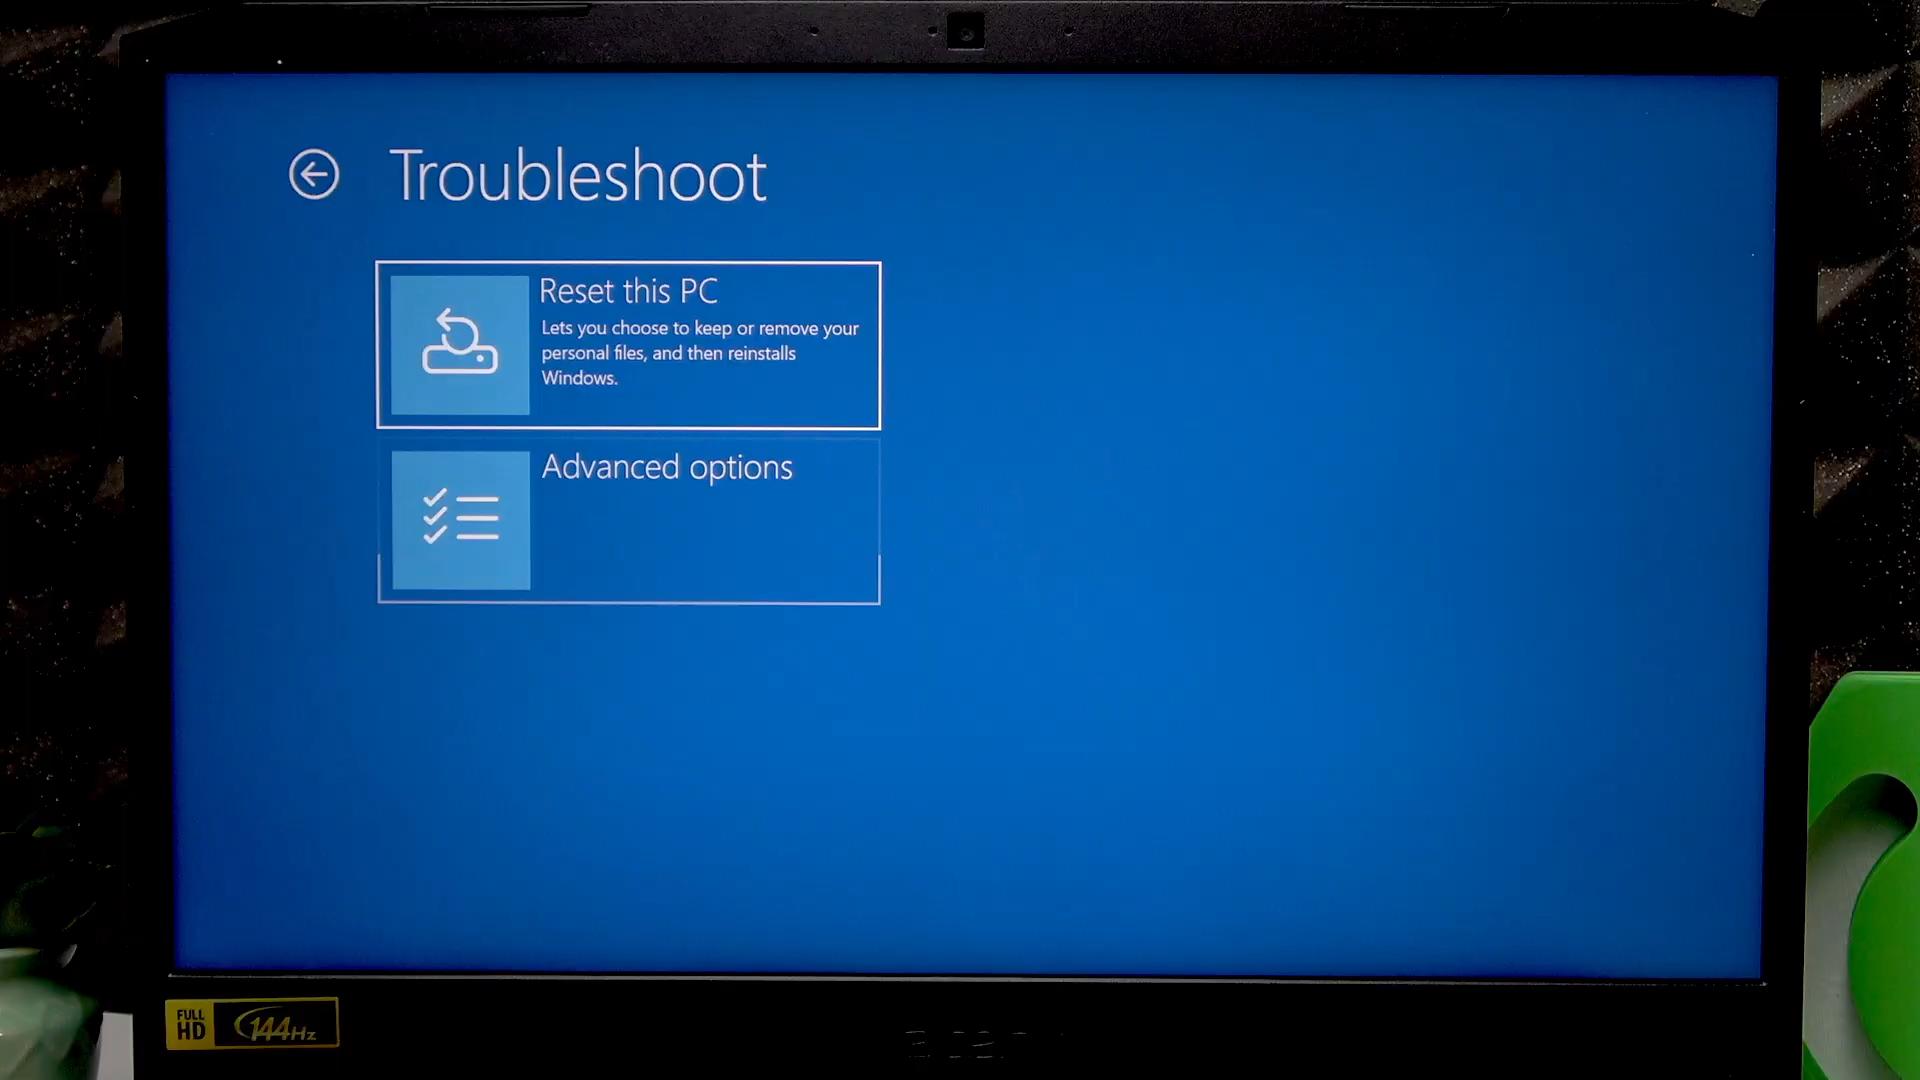 Troubleshoot
Reset this PC
Lets you choose to keep or remove your
personal files, and then reinstalls
Windows.
Advanced options
FULL
HD
144Hz